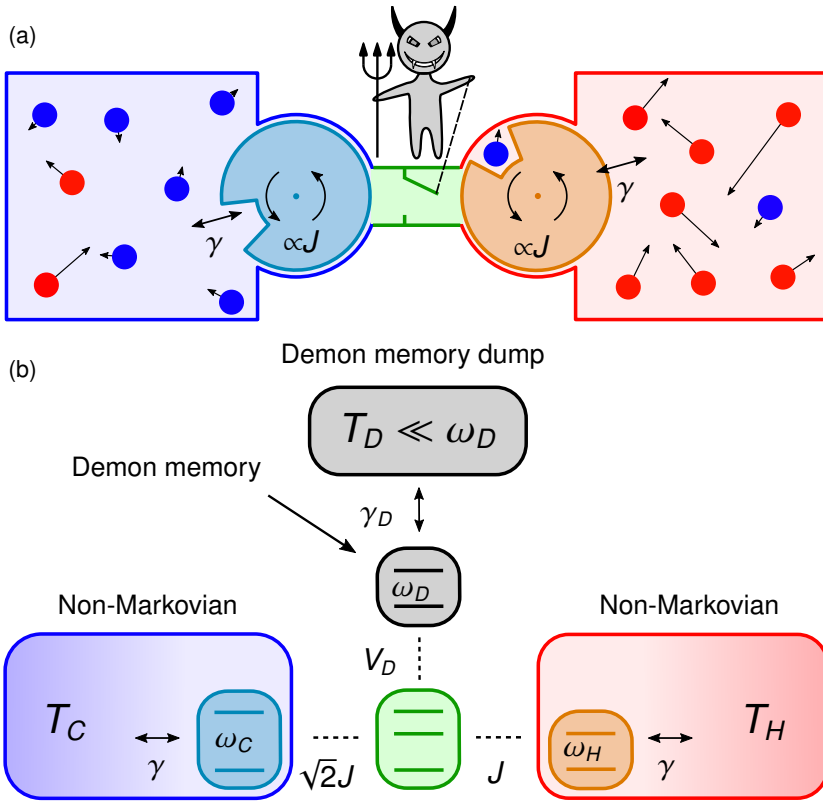 (a)
γ
∝J
∝J
γ
(b)
Demon memory dump
T_D ≪ ω_D
Demon memory
γ_D
ω_D
Non-Markovian
Non-Markovian
V_D
T_C
γ
ω_C
√2J
J
ω_H
γ
T_H